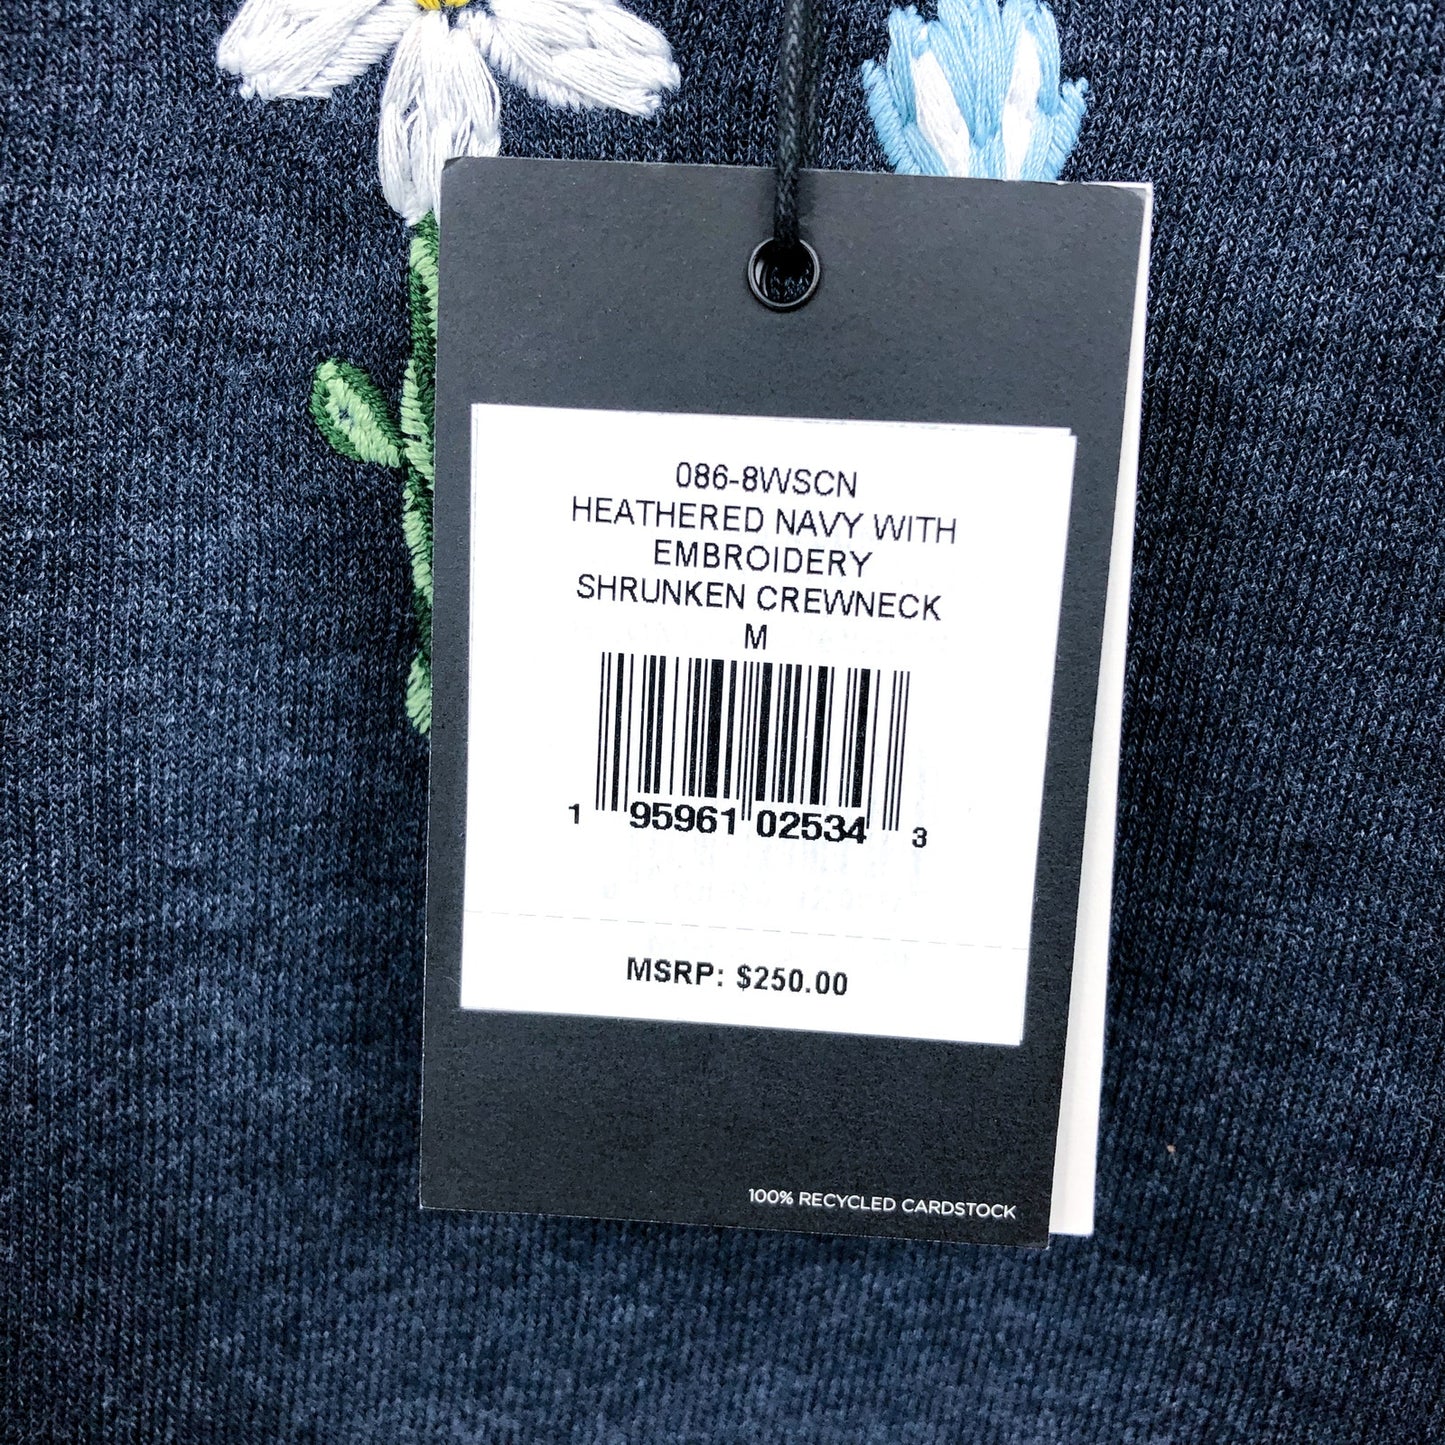 086-8WSCN
HEATHERED NAVY WITH
EMBROIDERY
SHRUNKEN CREWNECK
M
1 95961 02534 3
MSRP: $250.00
100% RECYCLED CARDSTOCK